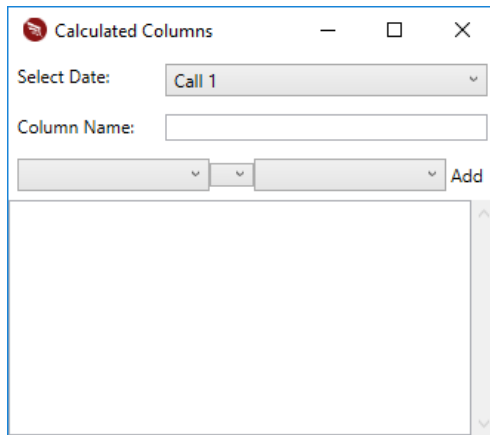 Calculated Columns
Select Date: Call 1
Column Name:
Add